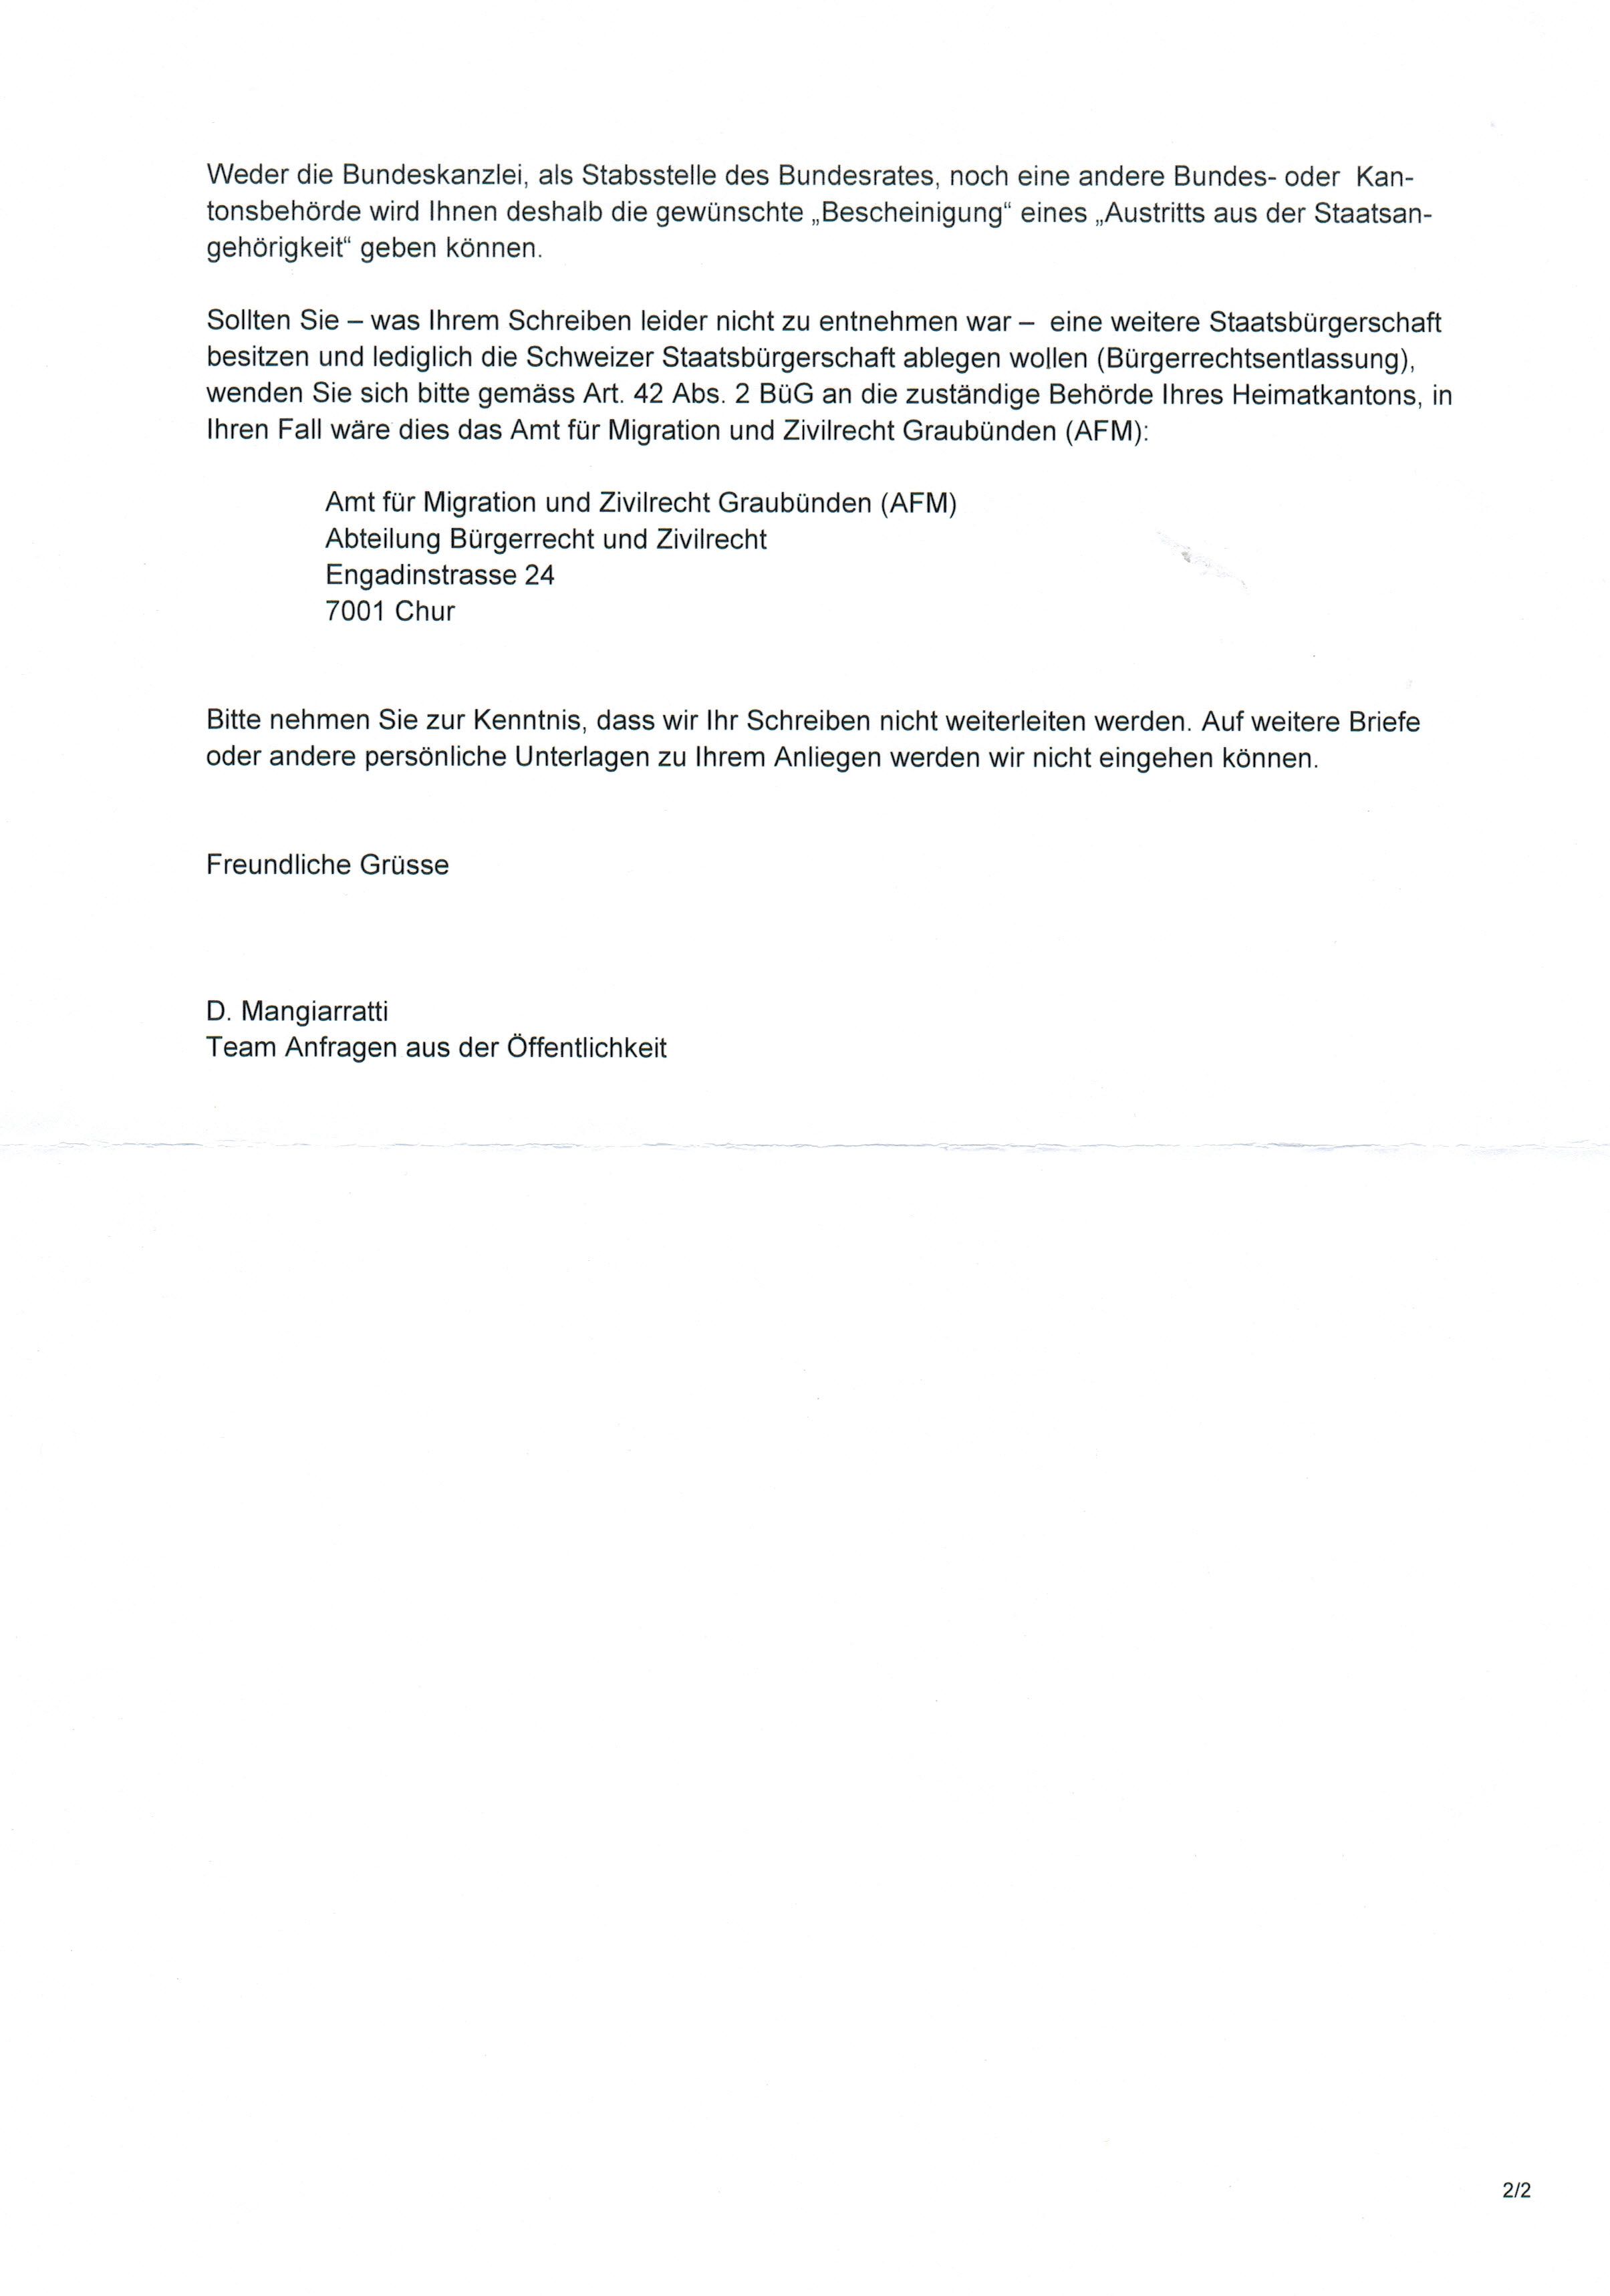 Weder die Bundeskanzlei, als Stabsstelle des Bundesrates, noch eine andere Bundes- oder Kan-
tonsbehörde wird Ihnen deshalb die gewünschte „Bescheinigung“ eines „Austritts aus der Staatsan-
gehörigkeit“ geben können.
Sollten Sie – was Ihrem Schreiben leider nicht zu entnehmen war – eine weitere Staatsbürgerschaft
besitzen und lediglich die Schweizer Staatsbürgerschaft ablegen wollen (Bürgerrechtsentlassung),
wenden Sie sich bitte gemäss Art. 42 Abs. 2 BüG an die zuständige Behörde Ihres Heimatkantons, in
Ihren Fall wäre dies das Amt für Migration und Zivilrecht Graubünden (AFM):
Amt für Migration und Zivilrecht Graubünden (AFM)
Abteilung Bürgerrecht und Zivilrecht
Engadinstrasse 24
7001 Chur
Bitte nehmen Sie zur Kenntnis, dass wir Ihr Schreiben nicht weiterleiten werden. Auf weitere Briefe
oder andere persönliche Unterlagen zu Ihrem Anliegen werden wir nicht eingehen können.
Freundliche Grüsse
D. Mangiarratti
Team Anfragen aus der Öffentlichkeit
2/2